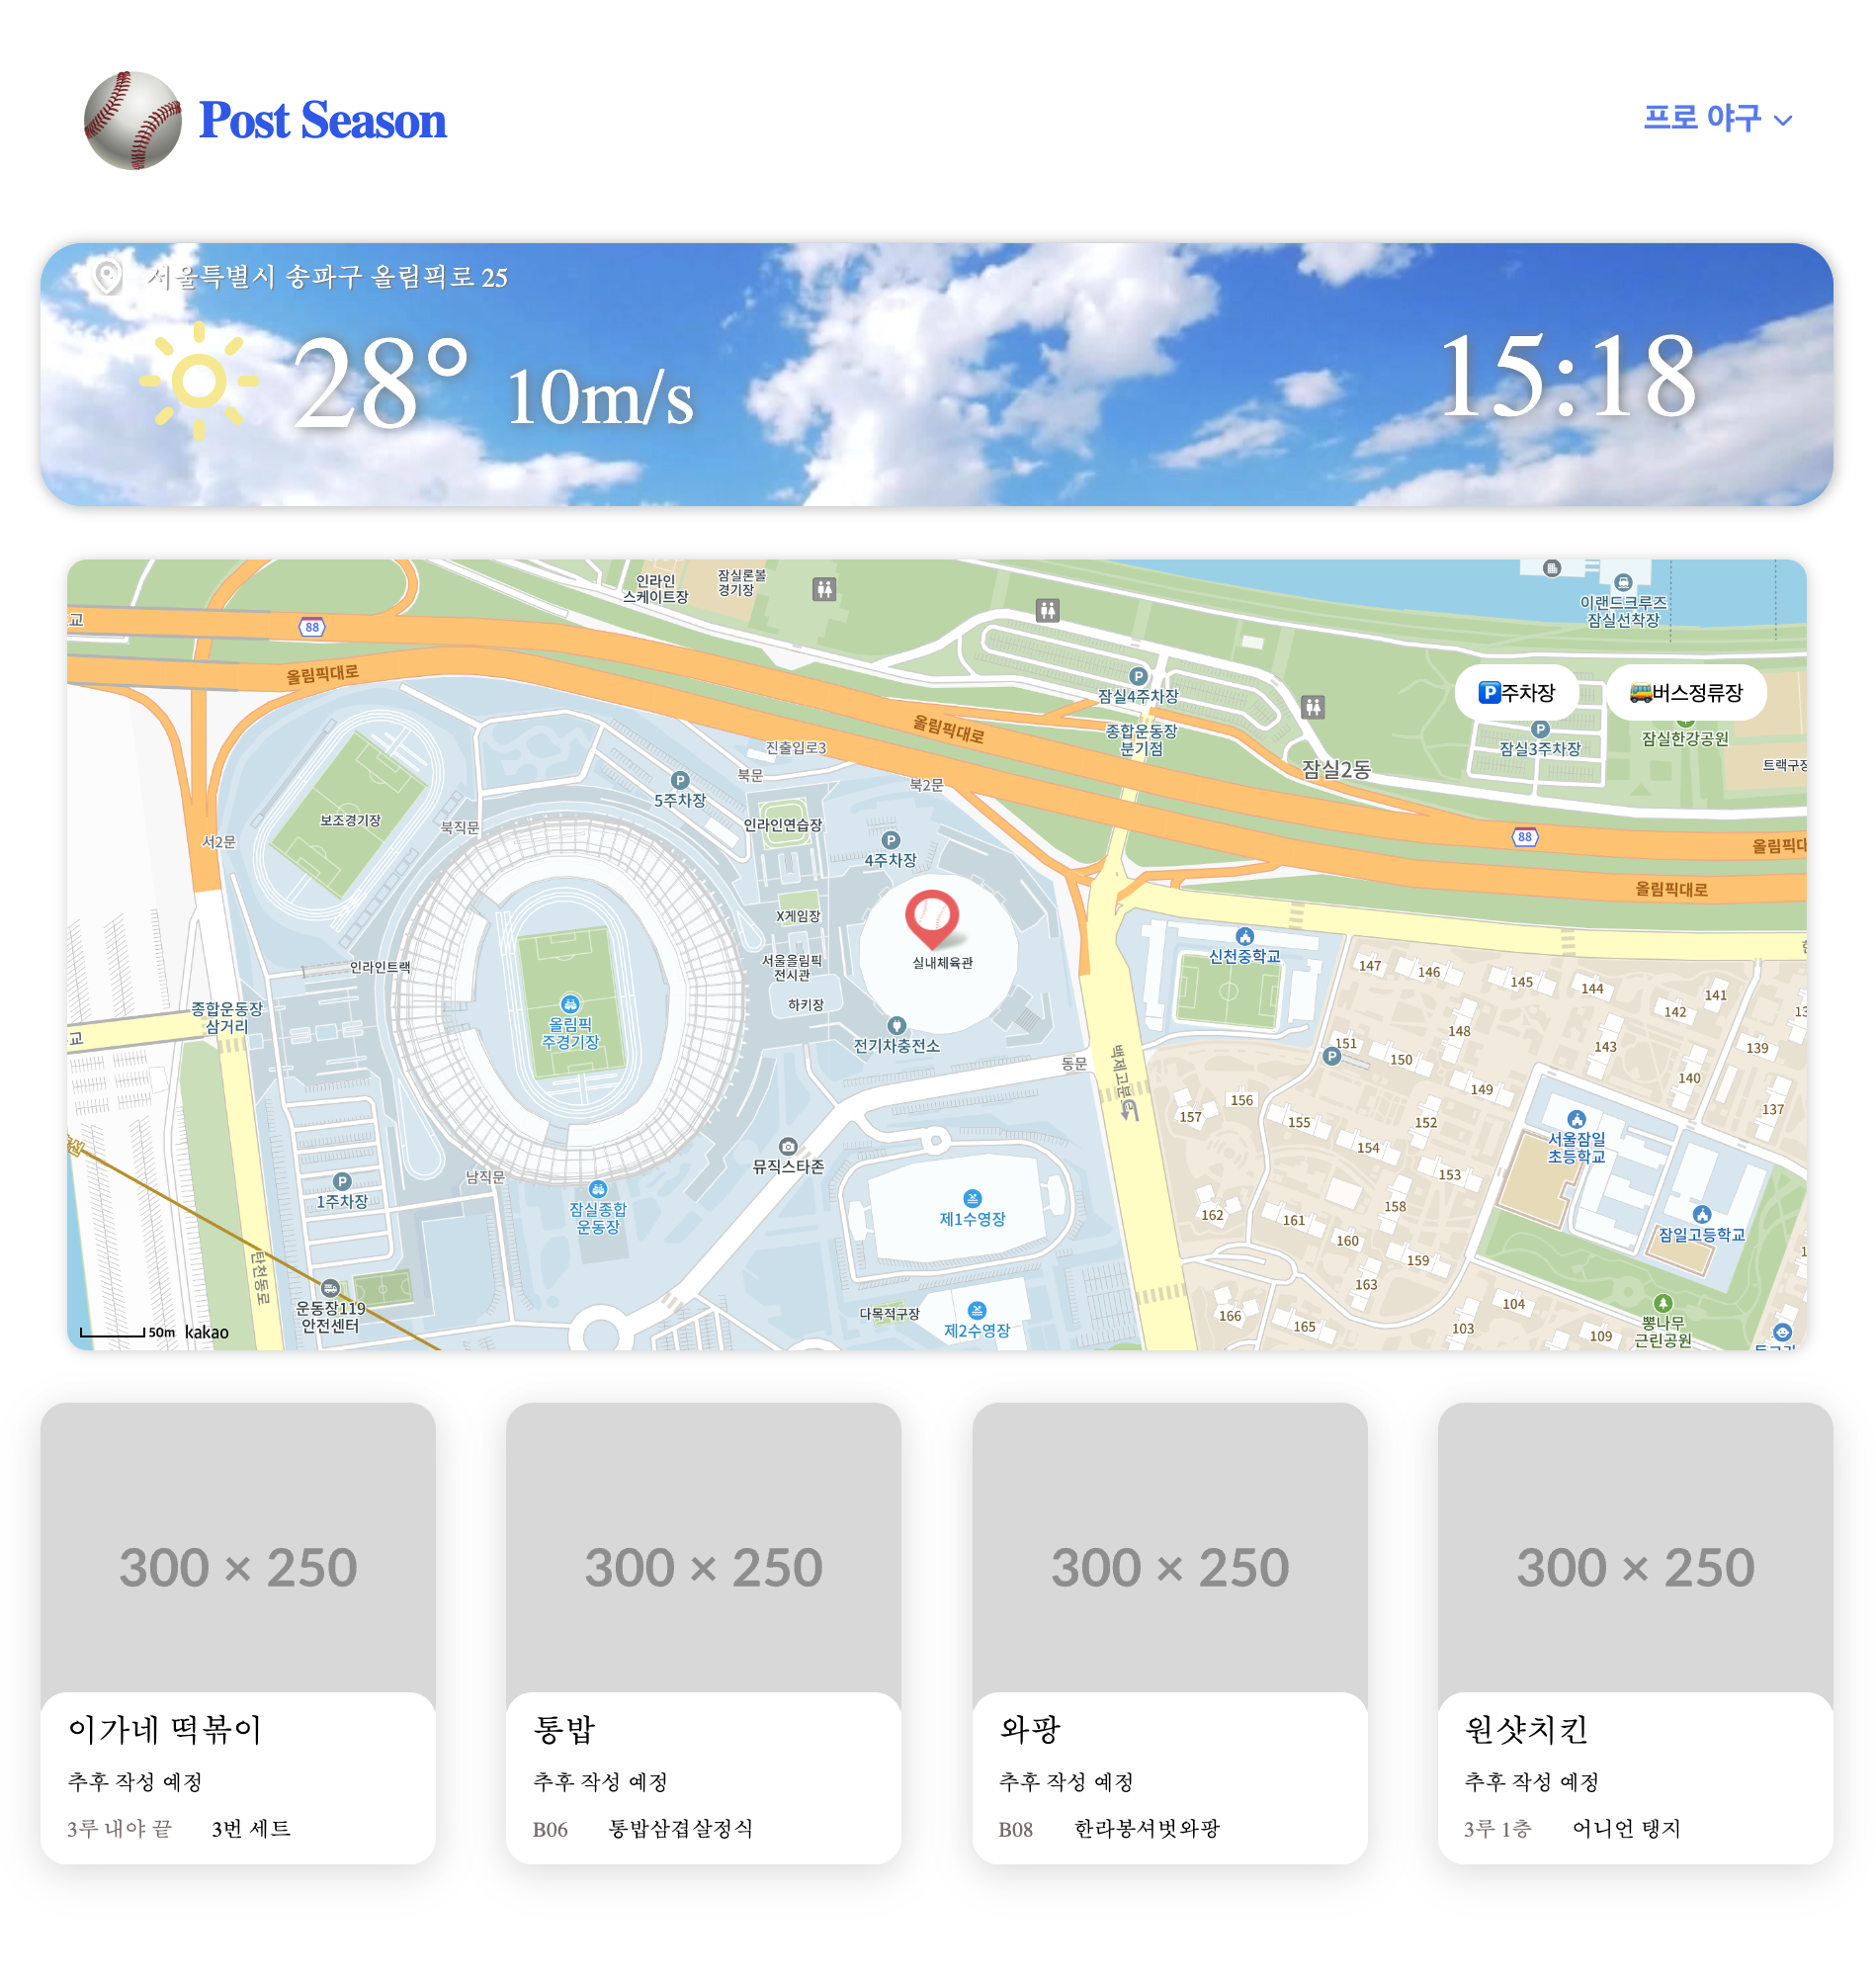 Post Season
프로 야구
서울특별시 송파구 올림픽로 25
28° 10m/s
15:18
인라인
스케이트장
잠실론볼
경기장
이랜드크루즈
잠실선착장
88
올림픽대로
잠실4주차장
P주차장
버스정류장
올림픽대로
종합운동장
분기점
잠실3주차장
잠실한강공원
진출입로3
북문
북2문
잠실2동
트랙구장
5주차장
보조경기장
북직문
인라인연습장
서2문
4주차장
88
올림픽대
올림픽대로
X게임장
실내체육관
신천중학교
인라인트랙
서울올림픽
전시관
하키장
종합운동장
삼거리
교
올림픽
주경기장
전기차충전소
동문
백제고분로
147
146
145
144
141
142
148
143
139
151
150
140
149
137
157
156
155
152
154
153
서울잠일
초등학교
뮤직스타존
남직문
1주차장
잠실종합
운동장
제1수영장
162
161
158
160
159
163
잠일고등학교
탄천동로
운동장119
안전센터
다목적구장
제2수영장
166
165
104
103
109
뽕나무
근린공원
50m kakao
300 × 250
이가네 떡볶이
추후 작성 예정
3루 내야 끝 3번 세트
300 × 250
통밥
추후 작성 예정
B06 통밥삼겹살정식
300 × 250
와팡
추후 작성 예정
B08 한라봉셔벗와팡
300 × 250
원샷치킨
추후 작성 예정
3루 1층 어니언 탱지